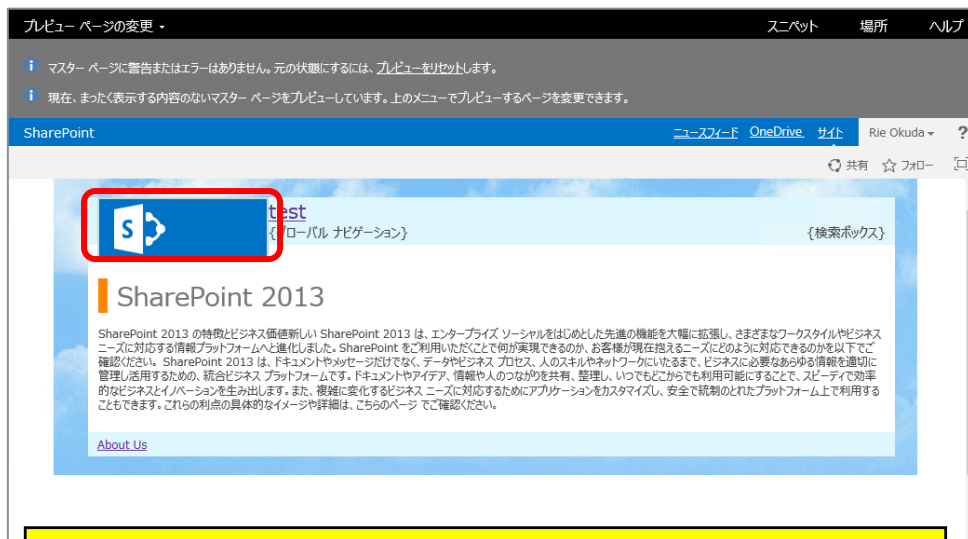 プレビュー ページの変更 スニペット 場所 ヘルプ
マスター ページに警告またはエラーはありません。元の状態にするには、プレビューをリセットします。
現在、まったく表示する内容のないマスター ページをプレビューしています。上のメニューでプレビューするページを変更できます。
SharePoint ニュースフィード OneDrive サイト Rie Okuda ?
共有 フォロー
S test
{グローバル ナビゲーション} {検索ボックス}
SharePoint 2013
SharePoint 2013 の特徴とビジネス価値新しい SharePoint 2013 は、エンタープライズ ソーシャルをはじめとした先進の機能を大幅に拡張し、さまざまなワークスタイルやビジネス
ニーズに対応する情報プラットフォームへと進化しました。SharePoint をご利用いただくことで何が実現できるのか、お客様が現在抱えるニーズにどのように対応できるのかを以下でご
確認ください。 SharePoint 2013 は、ドキュメントやメッセージだけでなく、データやビジネス プロセス、人のスキルやネットワークにいたるまで、ビジネスに必要なあらゆる情報を適切に
管理し活用するための、統合ビジネス プラットフォームです。ドキュメントやアイデア、情報や人のつながりを共有、整理し、いつでもどこからでも利用可能にすることで、スピーディで効率
的なビジネスとイノベーションを生み出します。また、複雑に変化するビジネス ニーズに対応するためにアプリケーションをカスタマイズし、安全で統制のとれたプラットフォーム上で利用する
こともできます。これらの利点の具体的なイメージや詳細は、こちらのページ でご確認ください。
About Us